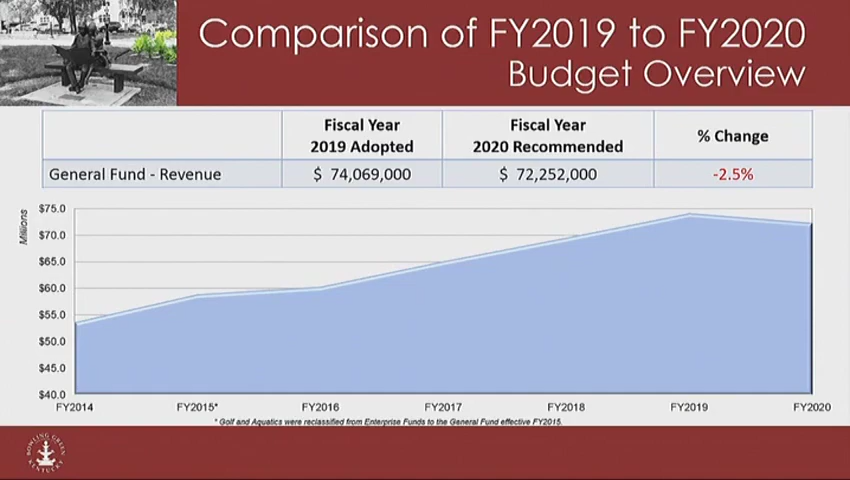 Comparison of FY2019 to FY2020
Budget Overview
Fiscal Year
2019 Adopted
Fiscal Year
2020 Recommended
% Change
General Fund - Revenue
$ 74,069,000
$ 72,252,000
-2.5%
Millions
$75.0
$70.0
$65.0
$60.0
$55.0
$50.0
$45.0
$40.0
FY2014 FY2015* FY2016 FY2017 FY2018 FY2019 FY2020
* Golf and Aquatics were reclassified from Enterprise Funds to the General Fund effective FY2015.
BOWLING GREEN
KENTUCKY